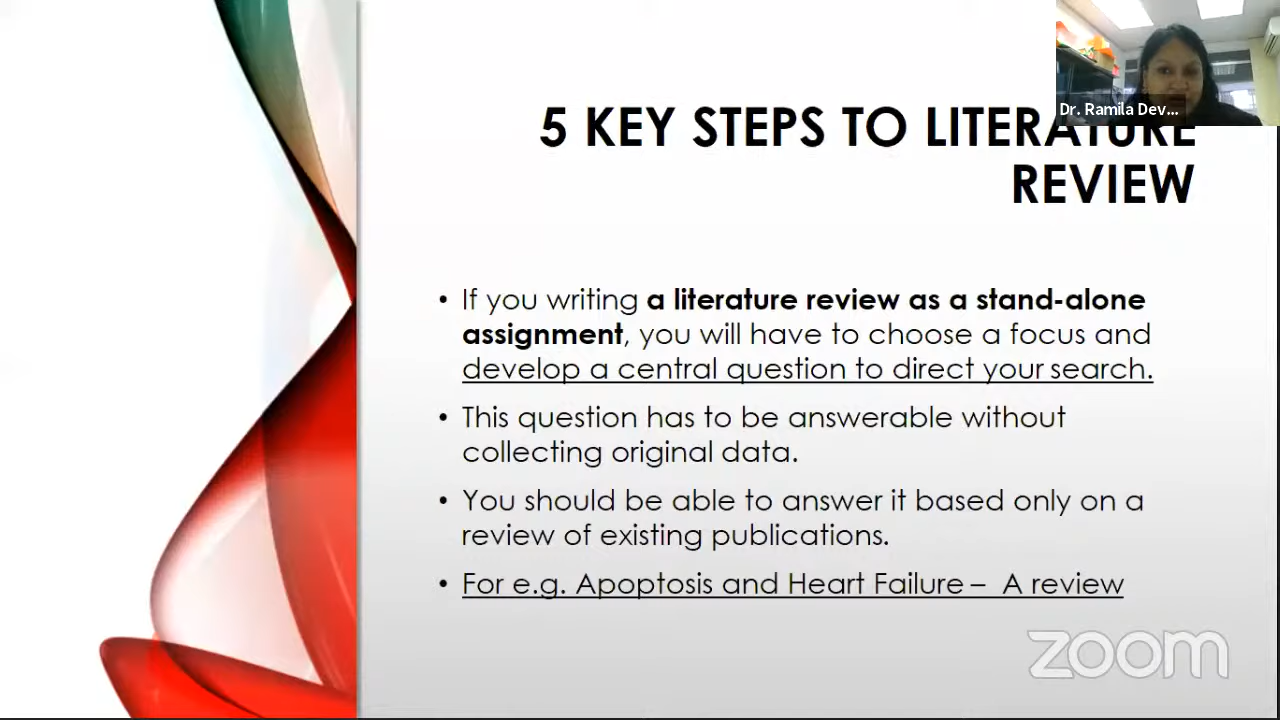 Dr. Ramila Dev...
5 KEY STEPS TO LITERATURE
REVIEW
• If you writing a literature review as a stand-alone
assignment, you will have to choose a focus and
develop a central question to direct your search.
• This question has to be answerable without
collecting original data.
• You should be able to answer it based only on a
review of existing publications.
• For e.g. Apoptosis and Heart Failure – A review
zoom